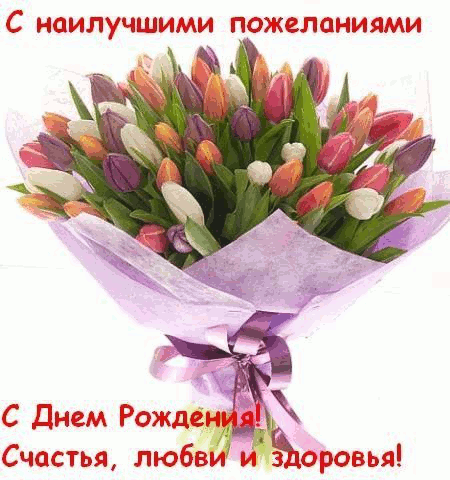 С наилучшими пожеланиями
С Днем Рождения!
Счастья, любви и здоровья!